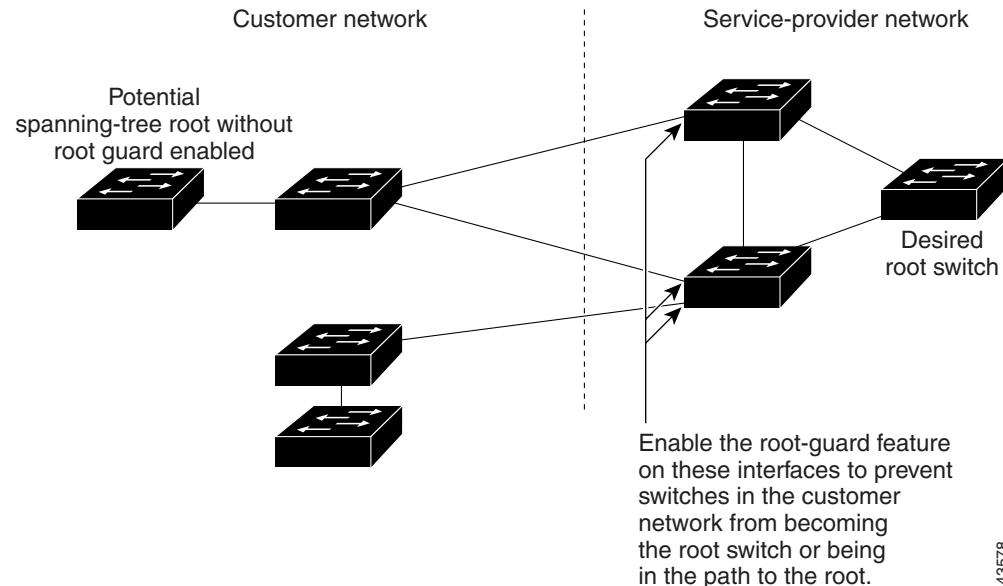 Customer network
Service-provider network
Potential
spanning-tree root without
root guard enabled
Desired
root switch
Enable the root-guard feature
on these interfaces to prevent
switches in the customer
network from becoming
the root switch or being
in the path to the root.
43578